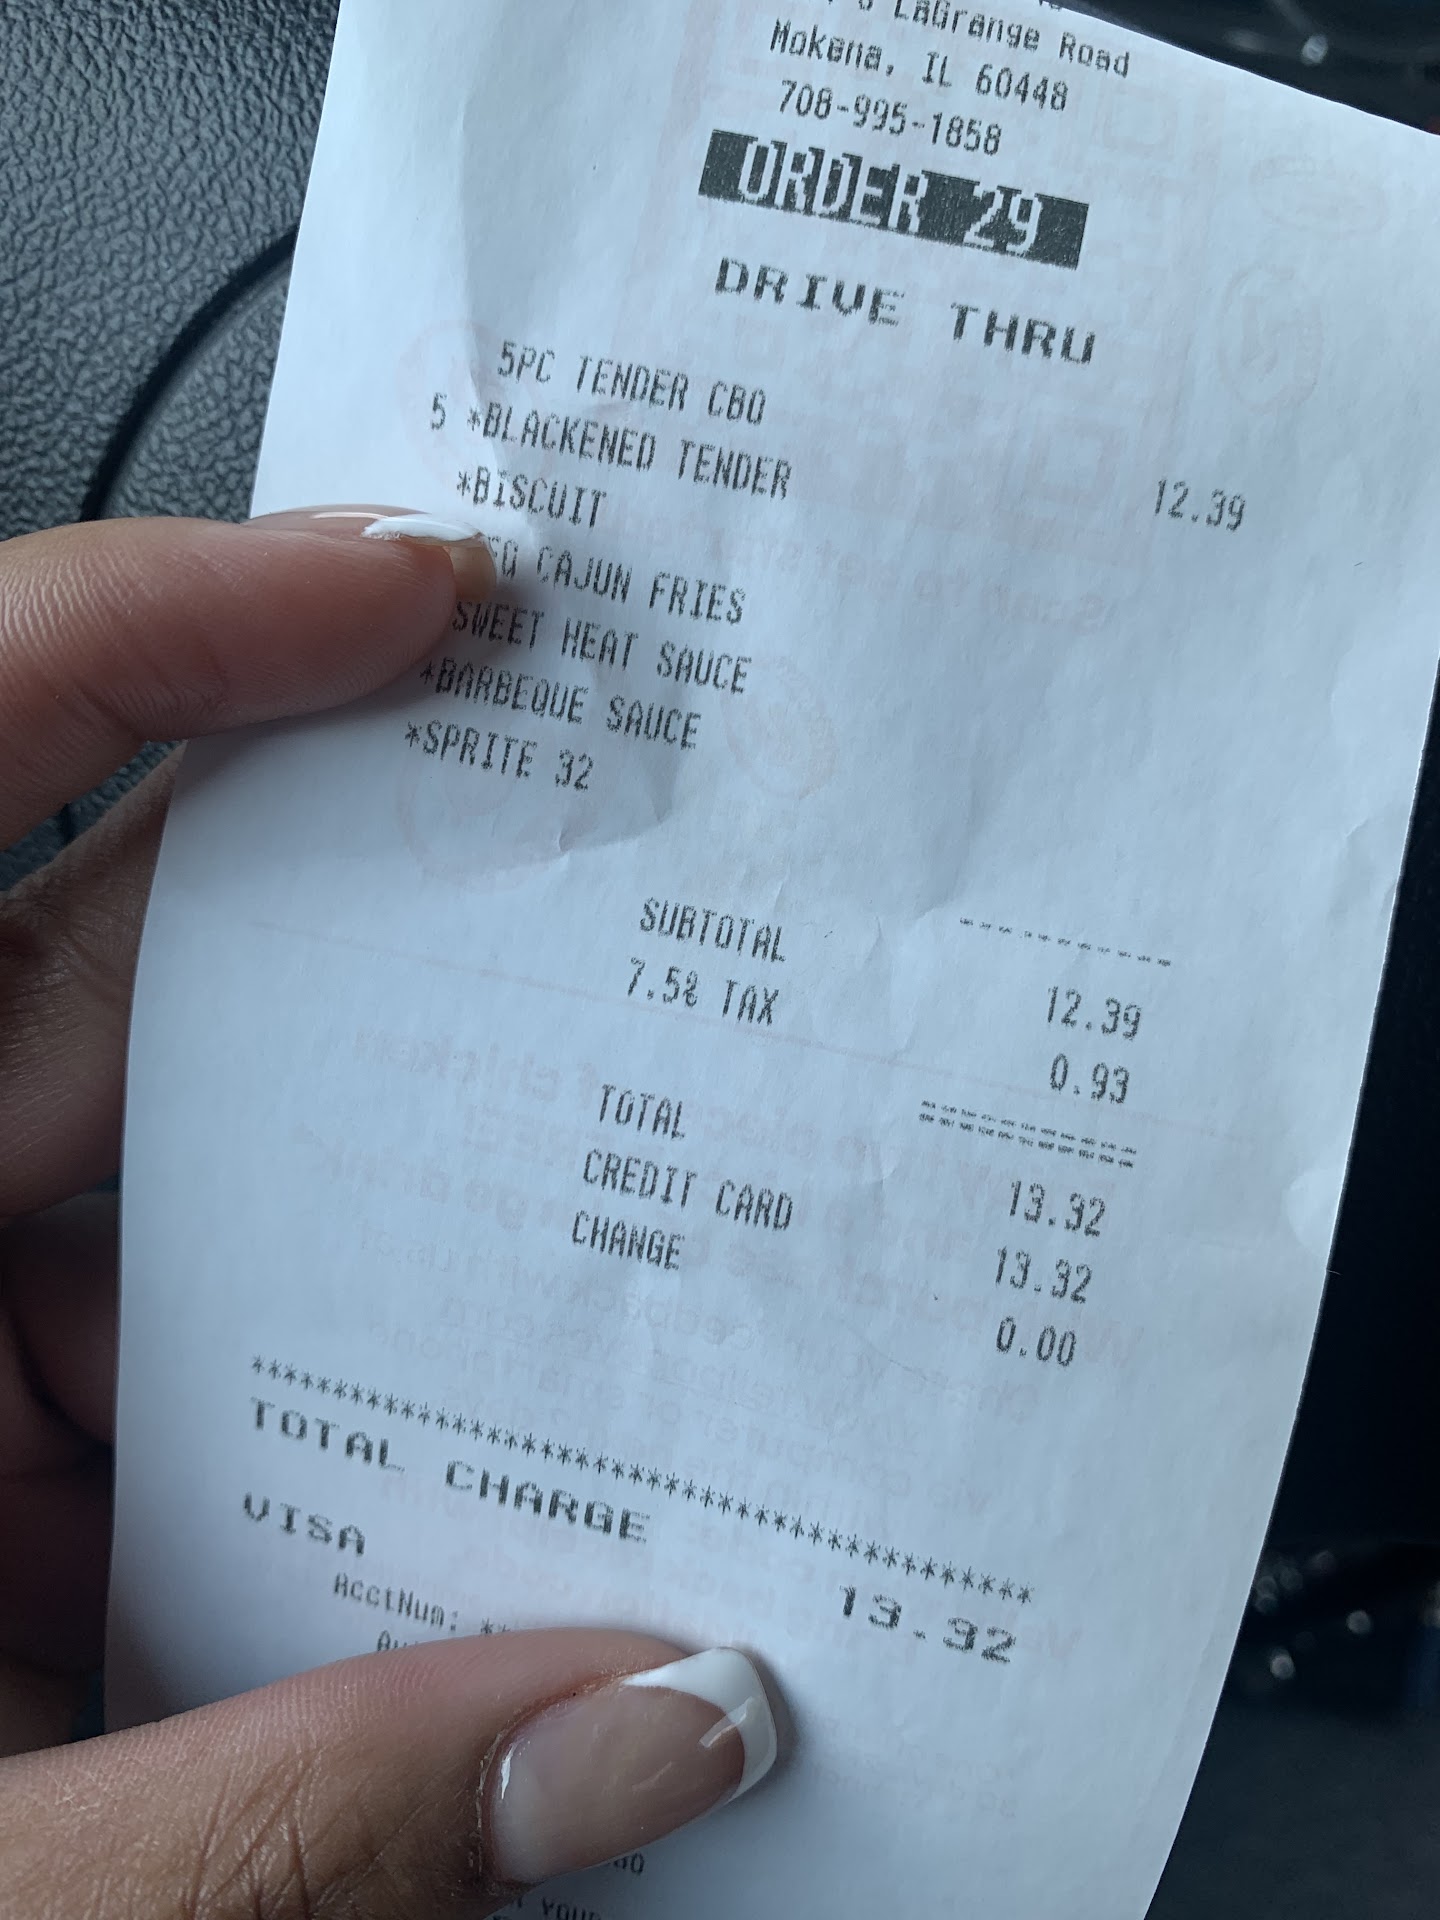 LaGrange Road
Mokena, IL 60448
708-995-1858
ORDER 29
DRIVE THRU
5PC TENDER CBO 12.39
5 *BLACKENED TENDER
*BISCUIT
CAJUN FRIES
SWEET HEAT SAUCE
*BARBEQUE SAUCE
*SPRITE 32
-----------
SUBTOTAL 12.39
7.5% TAX 0.93
===========
TOTAL 13.32
CREDIT CARD 13.32
CHANGE 0.00
****************************************
TOTAL CHARGE 13.32
VISA
AcctNum: **